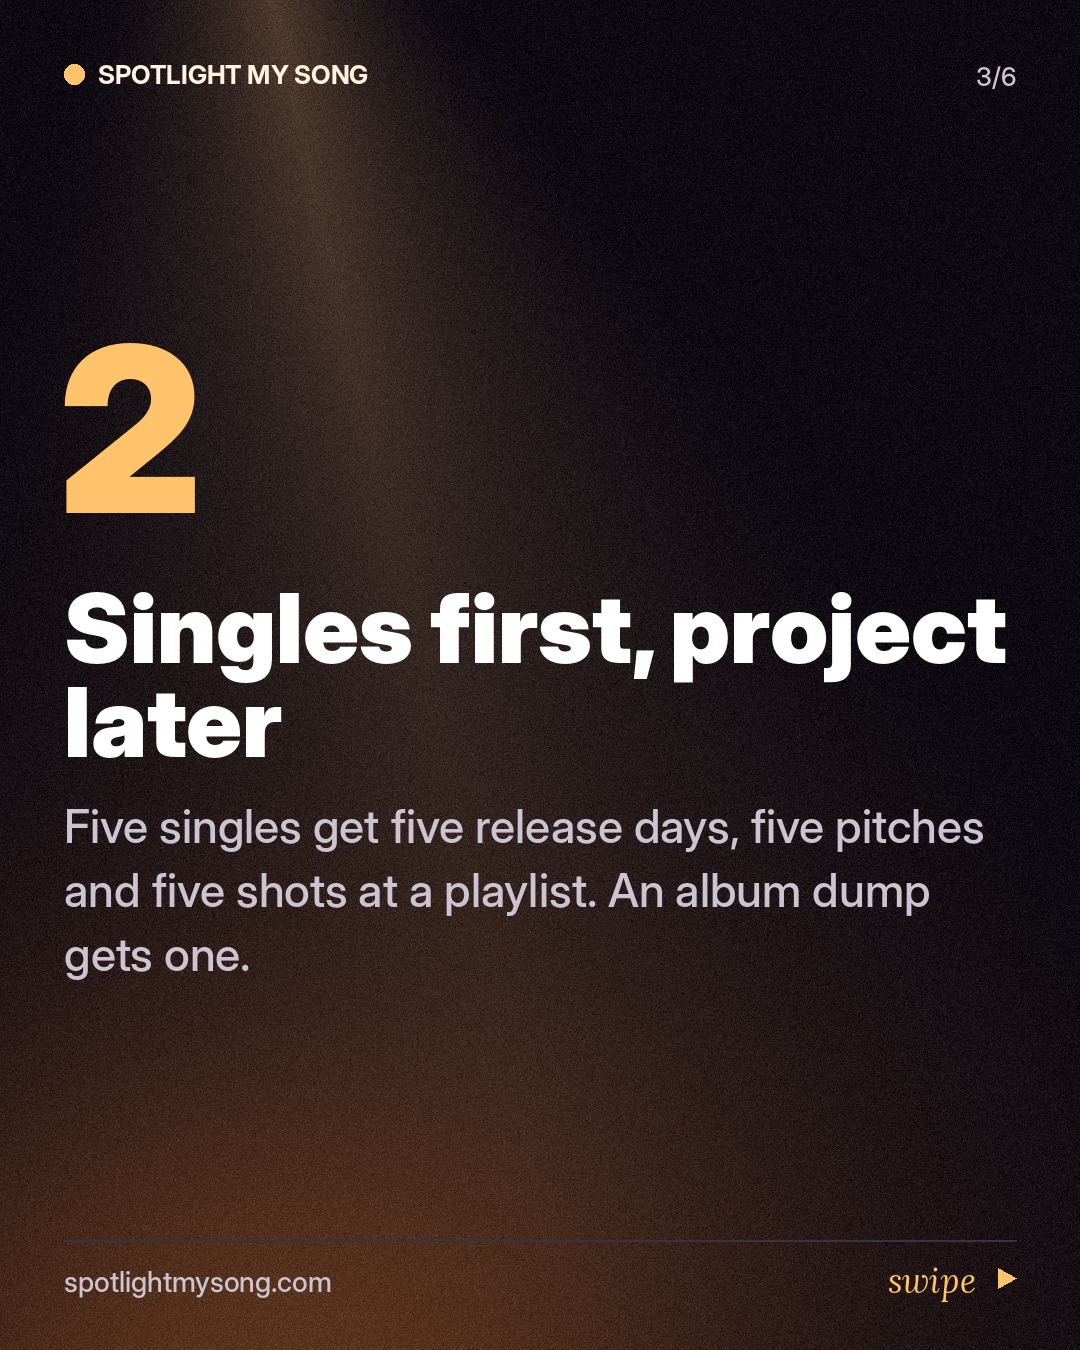 SPOTLIGHT MY SONG
3/6
2
Singles first, project
later
Five singles get five release days, five pitches
and five shots at a playlist. An album dump
gets one.
spotlightmysong.com
swipe